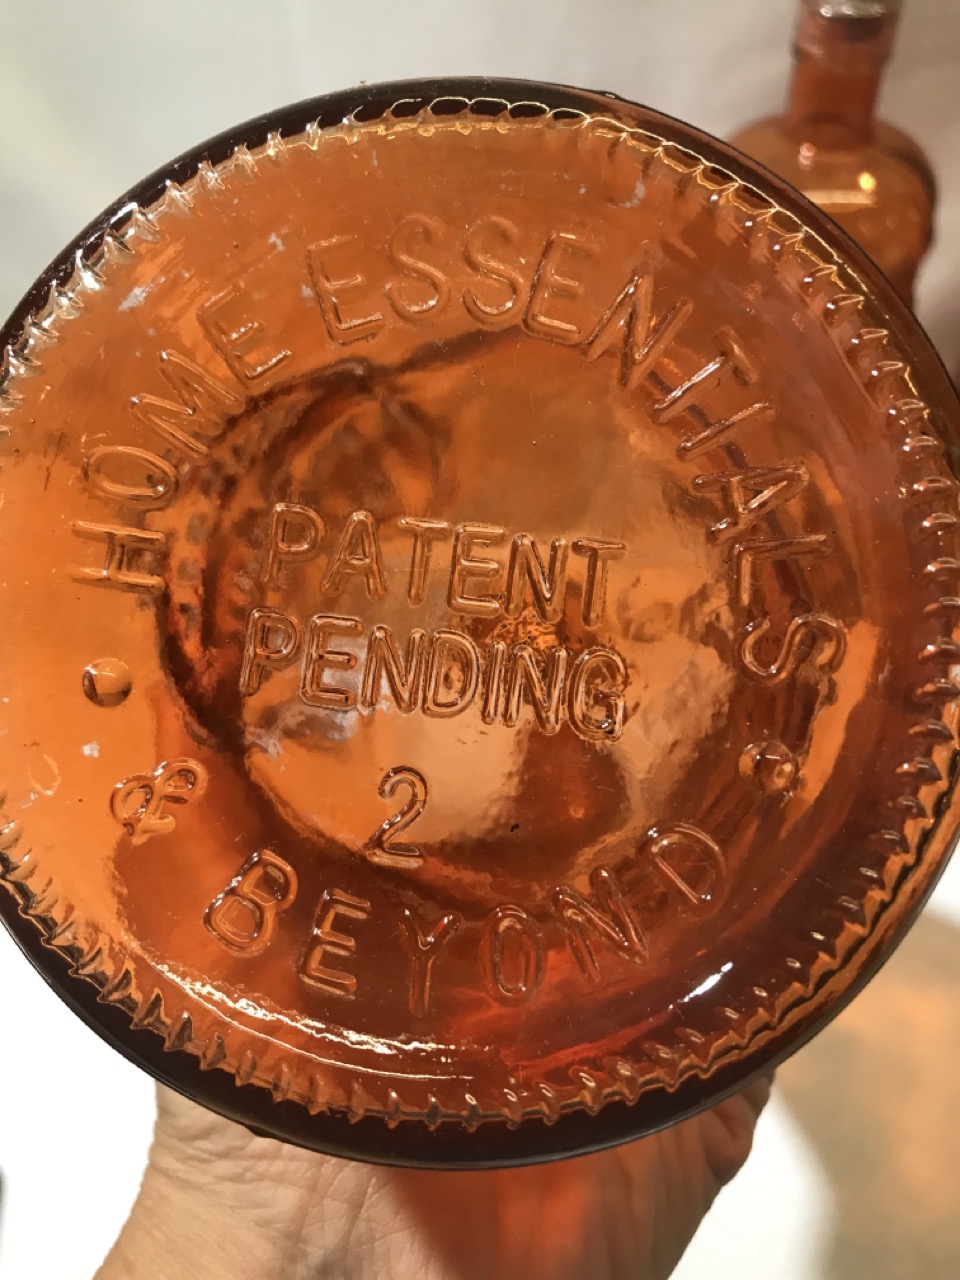 HOME ESSENTIALS
PATENT
PENDING
2
& BEYOND